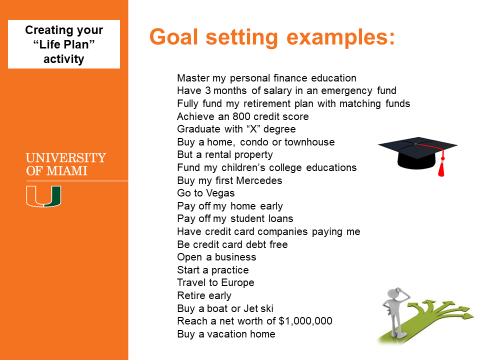 Creating your
“Life Plan”
activity
Goal setting examples:
Master my personal finance education
Have 3 months of salary in an emergency fund
Fully fund my retirement plan with matching funds
Achieve an 800 credit score
Graduate with “X” degree
Buy a home, condo or townhouse
But a rental property
Fund my children’s college educations
Buy my first Mercedes
Go to Vegas
Pay off my home early
Pay off my student loans
Have credit card companies paying me
Be credit card debt free
Open a business
Start a practice
Travel to Europe
Retire early
Buy a boat or Jet ski
Reach a net worth of $1,000,000
Buy a vacation home
UNIVERSITY
OF MIAMI